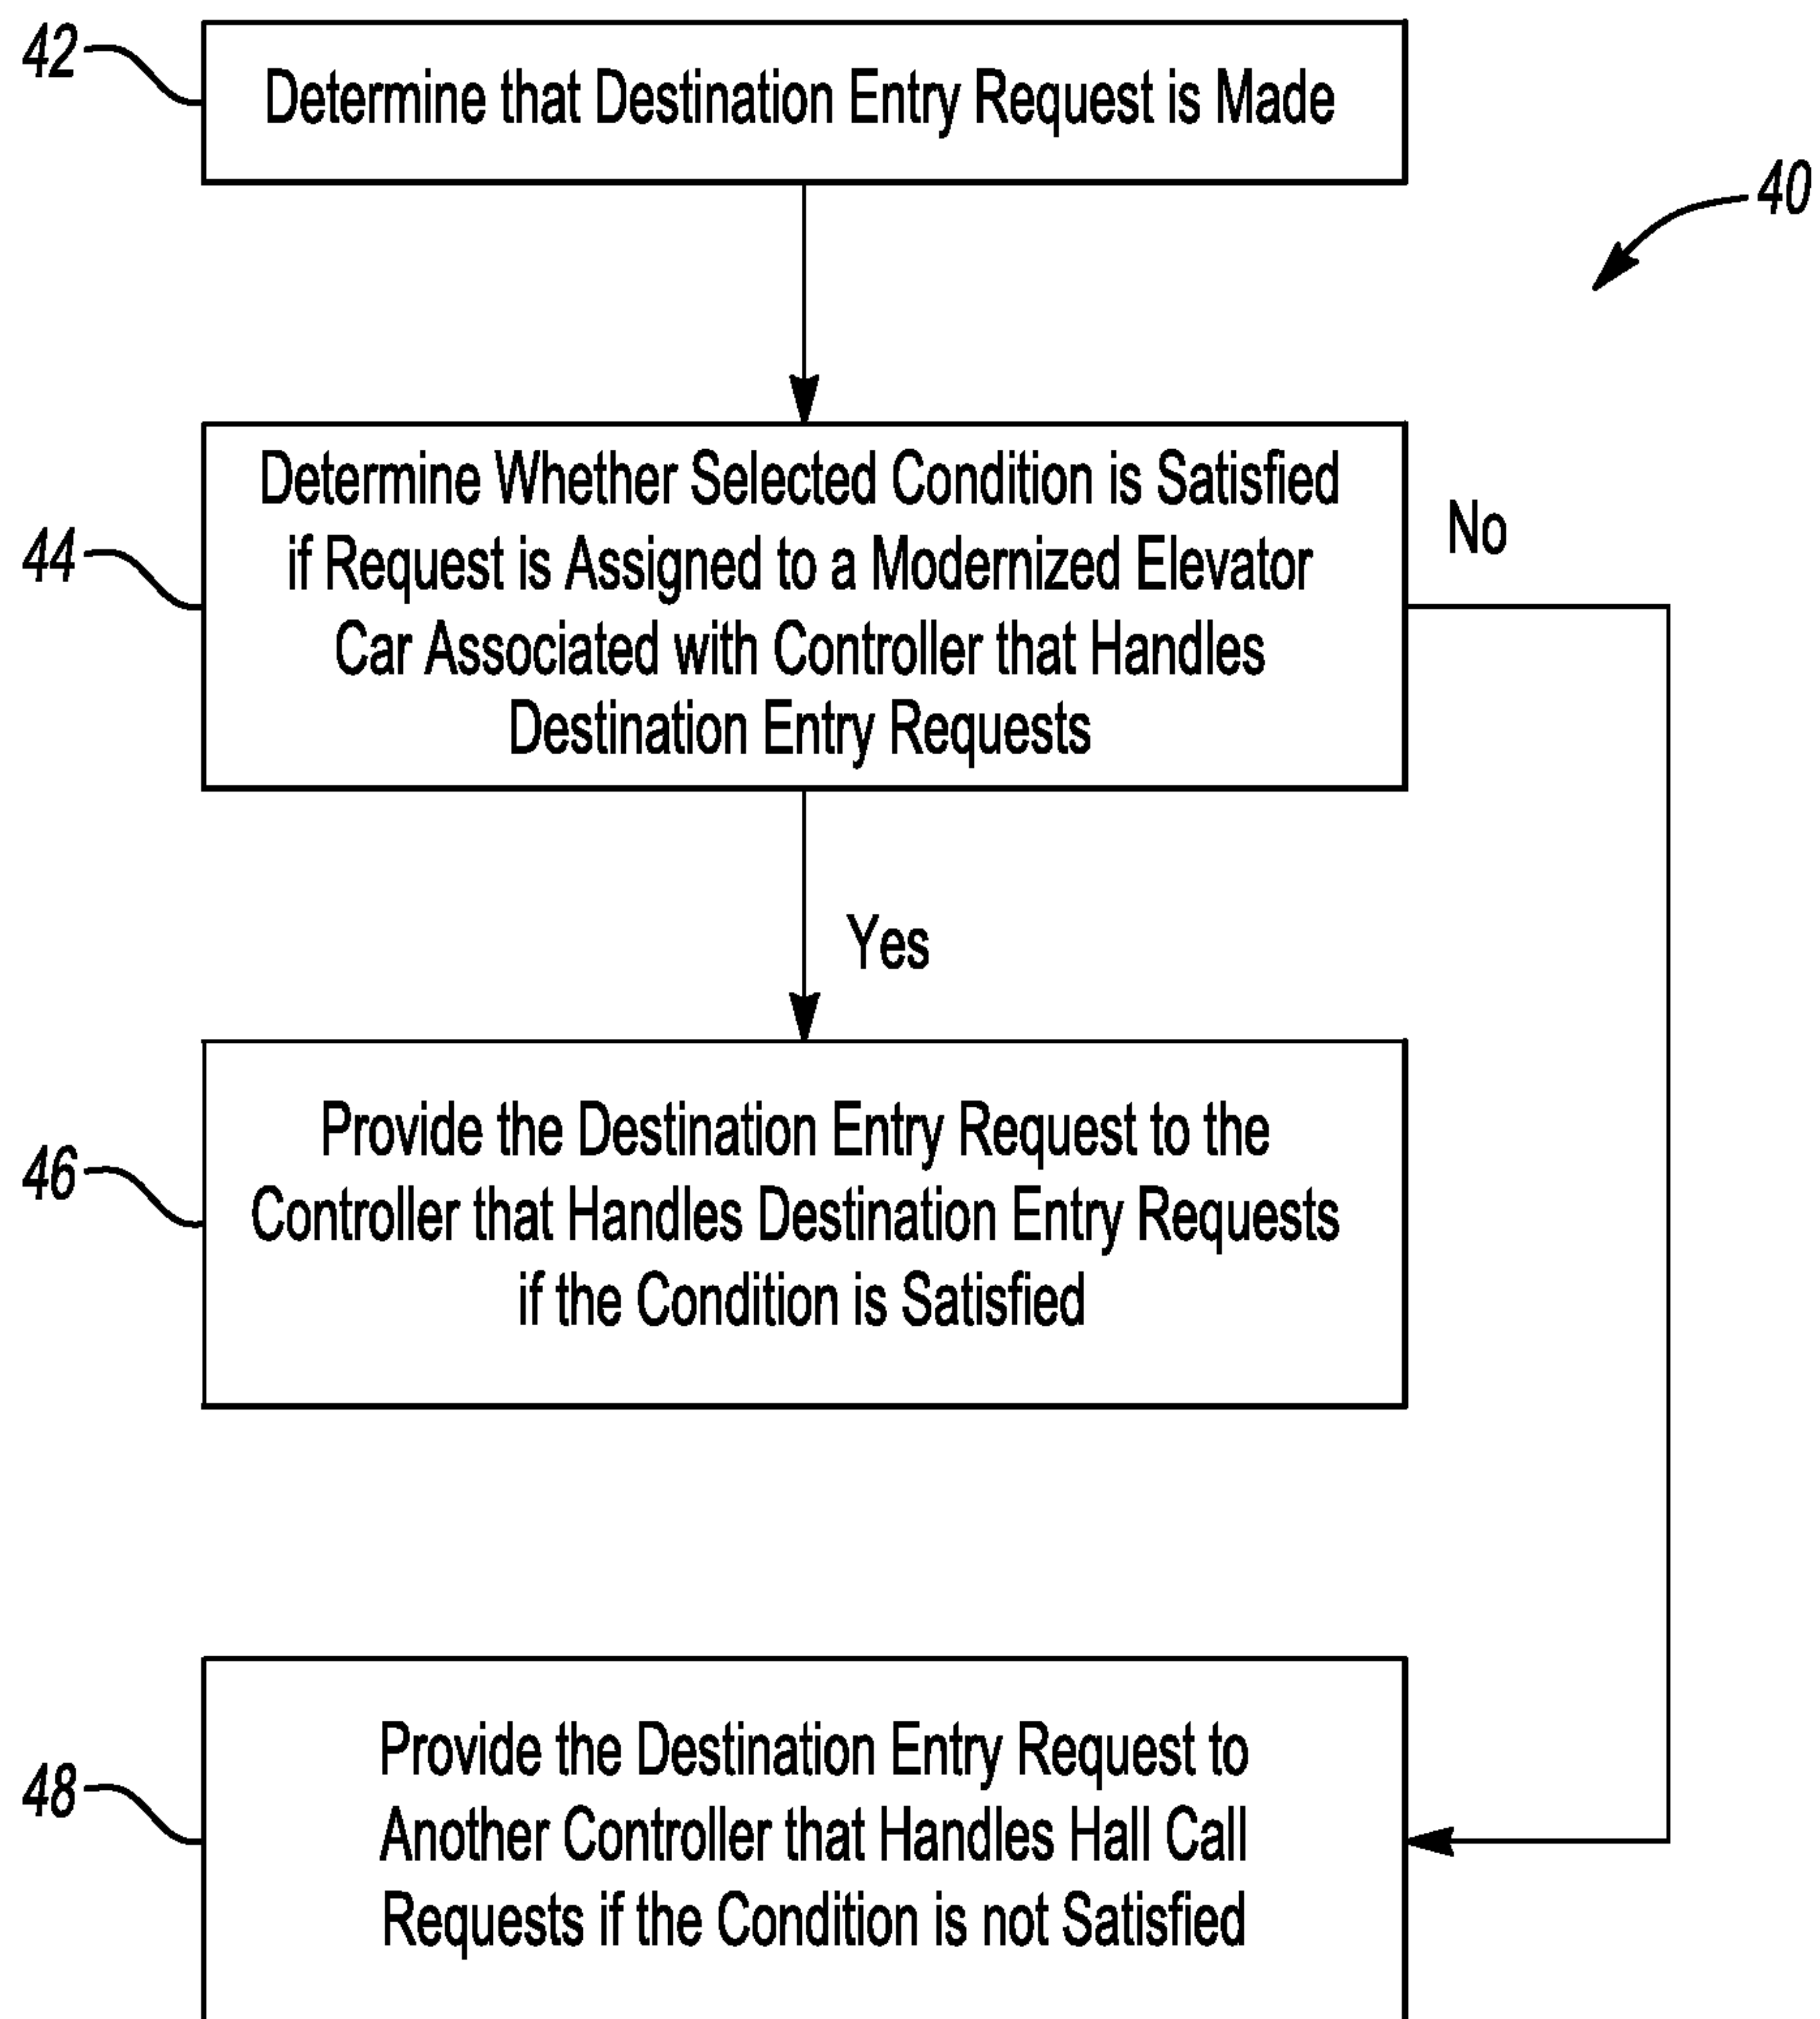 42
Determine that Destination Entry Request is Made
40
44
Determine Whether Selected Condition is Satisfied
if Request is Assigned to a Modernized Elevator
Car Associated with Controller that Handles
Destination Entry Requests
No
Yes
46
Provide the Destination Entry Request to the
Controller that Handles Destination Entry Requests
if the Condition is Satisfied
48
Provide the Destination Entry Request to
Another Controller that Handles Hall Call
Requests if the Condition is not Satisfied